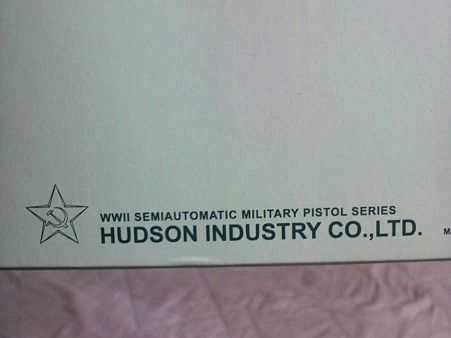 WWII SEMIAUTOMATIC MILITARY PISTOL SERIES
HUDSON INDUSTRY CO.,LTD.